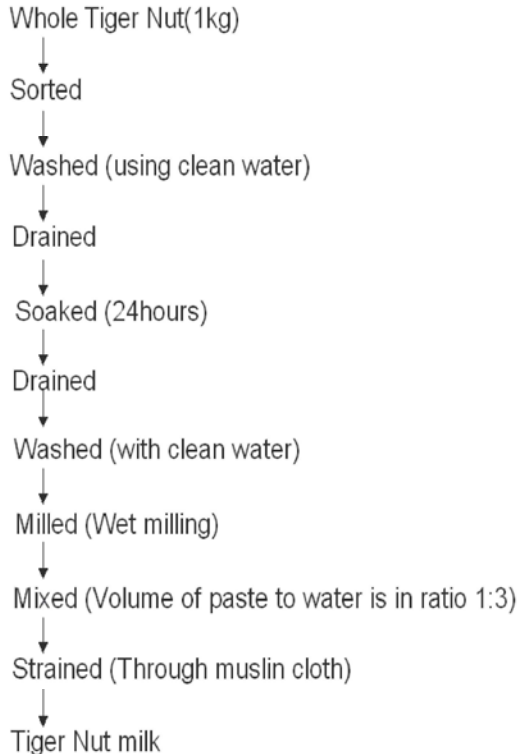 Whole Tiger Nut(1kg)
Sorted
Washed (using clean water)
Drained
Soaked (24hours)
Drained
Washed (with clean water)
Milled (Wet milling)
Mixed (Volume of paste to water is in ratio 1:3)
Strained (Through muslin cloth)
Tiger Nut milk